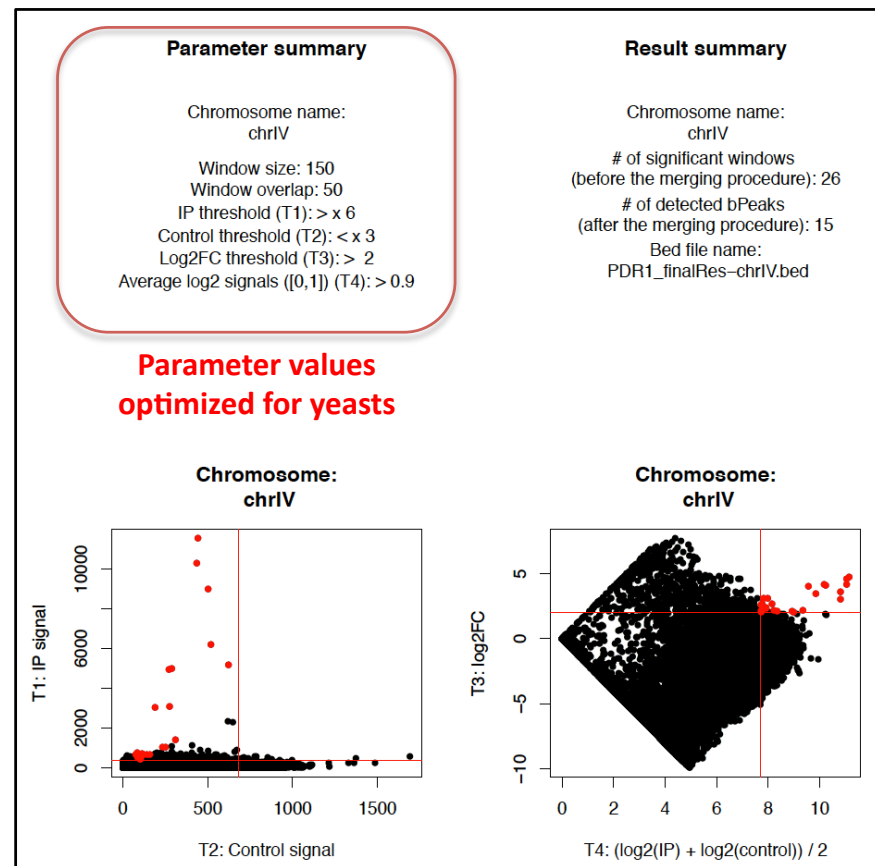 Parameter summary
Chromosome name:
chrIV
Window size: 150
Window overlap: 50
IP threshold (T1): > x 6
Control threshold (T2): < x 3
Log2FC threshold (T3): > 2
Average log2 signals ([0,1]) (T4): > 0.9
Parameter values
optimized for yeasts
Result summary
Chromosome name:
chrIV
# of significant windows
(before the merging procedure): 26
# of detected bPeaks
(after the merging procedure): 15
Bed file name:
PDR1_finalRes−chrIV.bed
Chromosome:
chrIV
T1: IP signal
10000
6000
2000
0
0 500 1000 1500
T2: Control signal
Chromosome:
chrIV
T3: log2FC
5
0
−5
−10
0 2 4 6 8 10
T4: (log2(IP) + log2(control)) / 2